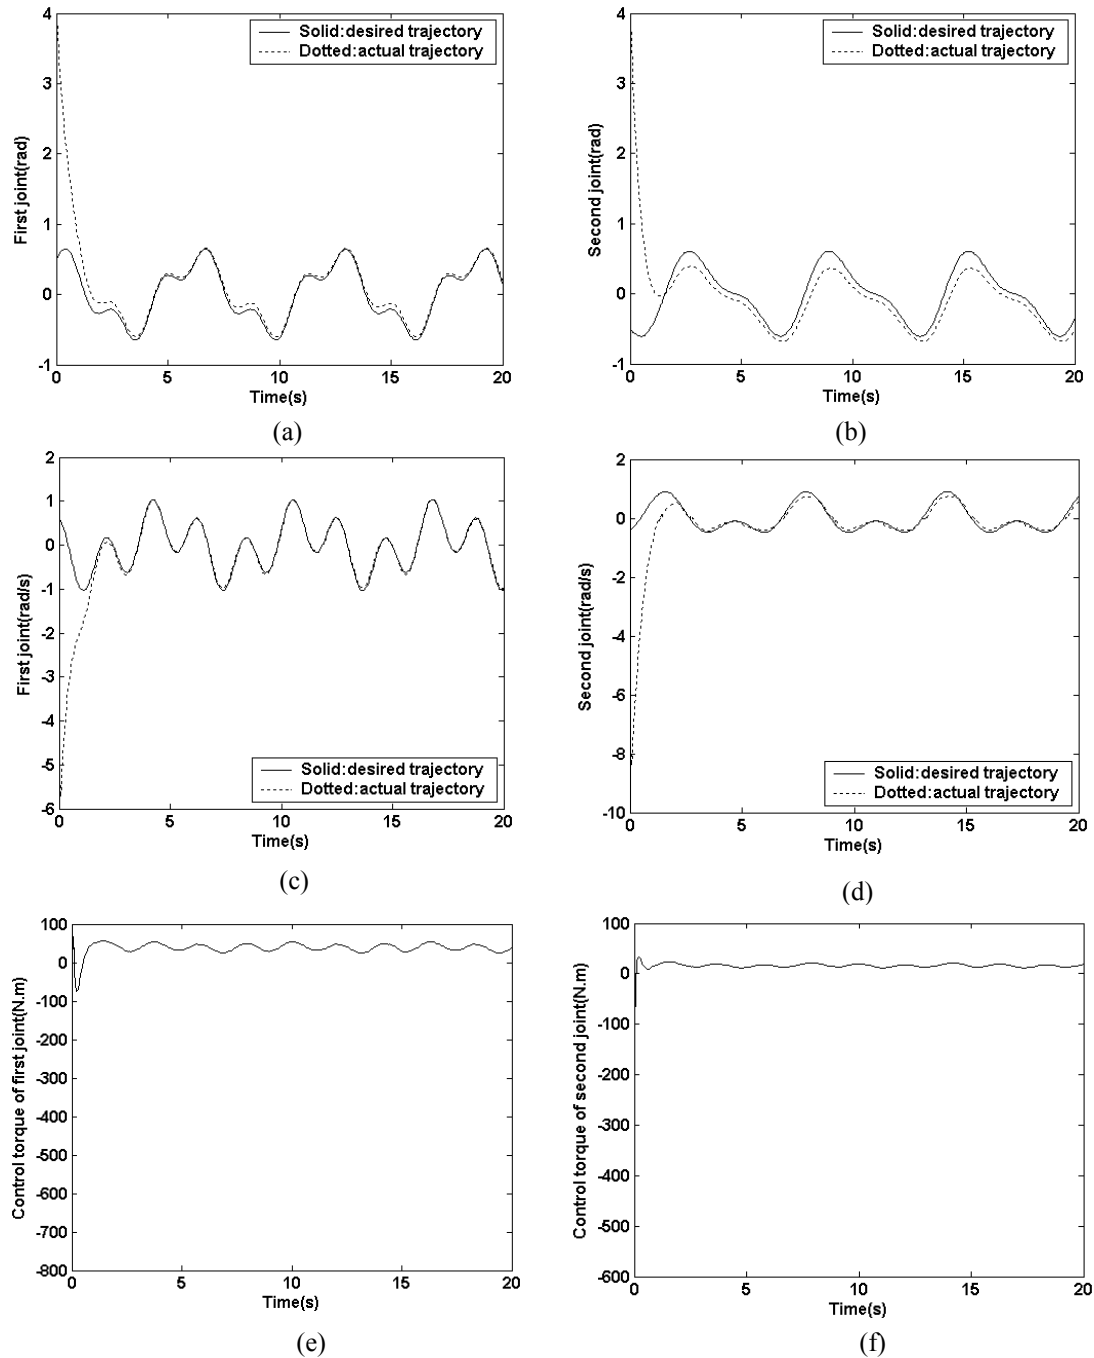 4
3
2
1
0
-1
First joint(rad)
Solid:desired trajectory
Dotted:actual trajectory
0 5 10 15 20
Time(s)
(a)
4
3
2
1
0
-1
Second joint(rad)
Solid:desired trajectory
Dotted:actual trajectory
0 5 10 15 20
Time(s)
(b)
2
1
0
-1
-2
-3
-4
-5
-6
First joint(rad/s)
Solid:desired trajectory
Dotted:actual trajectory
0 5 10 15 20
Time(s)
(c)
2
0
-2
-4
-6
-8
-10
Second joint(rad/s)
Solid:desired trajectory
Dotted:actual trajectory
0 5 10 15 20
Time(s)
(d)
100
0
-100
-200
-300
-400
-500
-600
-700
-800
Control torque of first joint(N.m)
0 5 10 15 20
Time(s)
(e)
100
0
-100
-200
-300
-400
-500
-600
Control torque of second joint(N.m)
0 5 10 15 20
Time(s)
(f)